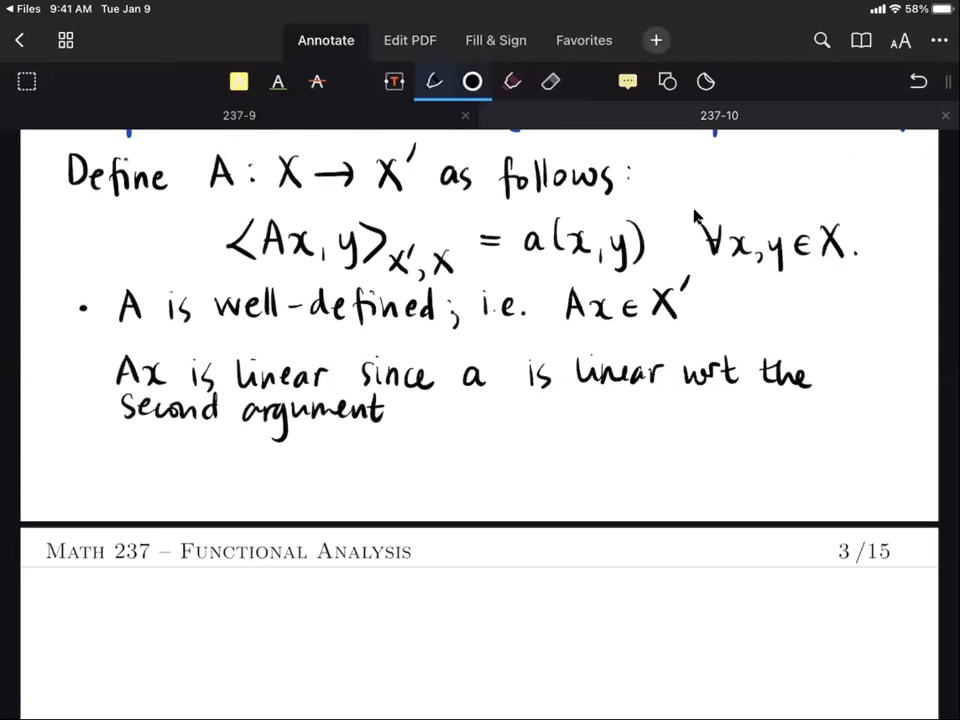 Files 9:41 AM Tue Jan 9 58%
Annotate Edit PDF Fill & Sign Favorites
237-9 237-10
Define A : X → X′ as follows:
⟨Ax, y⟩_{X′, X} = a(x, y) ∀x, y ∈ X.
• A is well-defined; i.e. Ax ∈ X′
Ax is linear since a is linear wrt the
second argument
MATH 237 – FUNCTIONAL ANALYSIS 3 /15